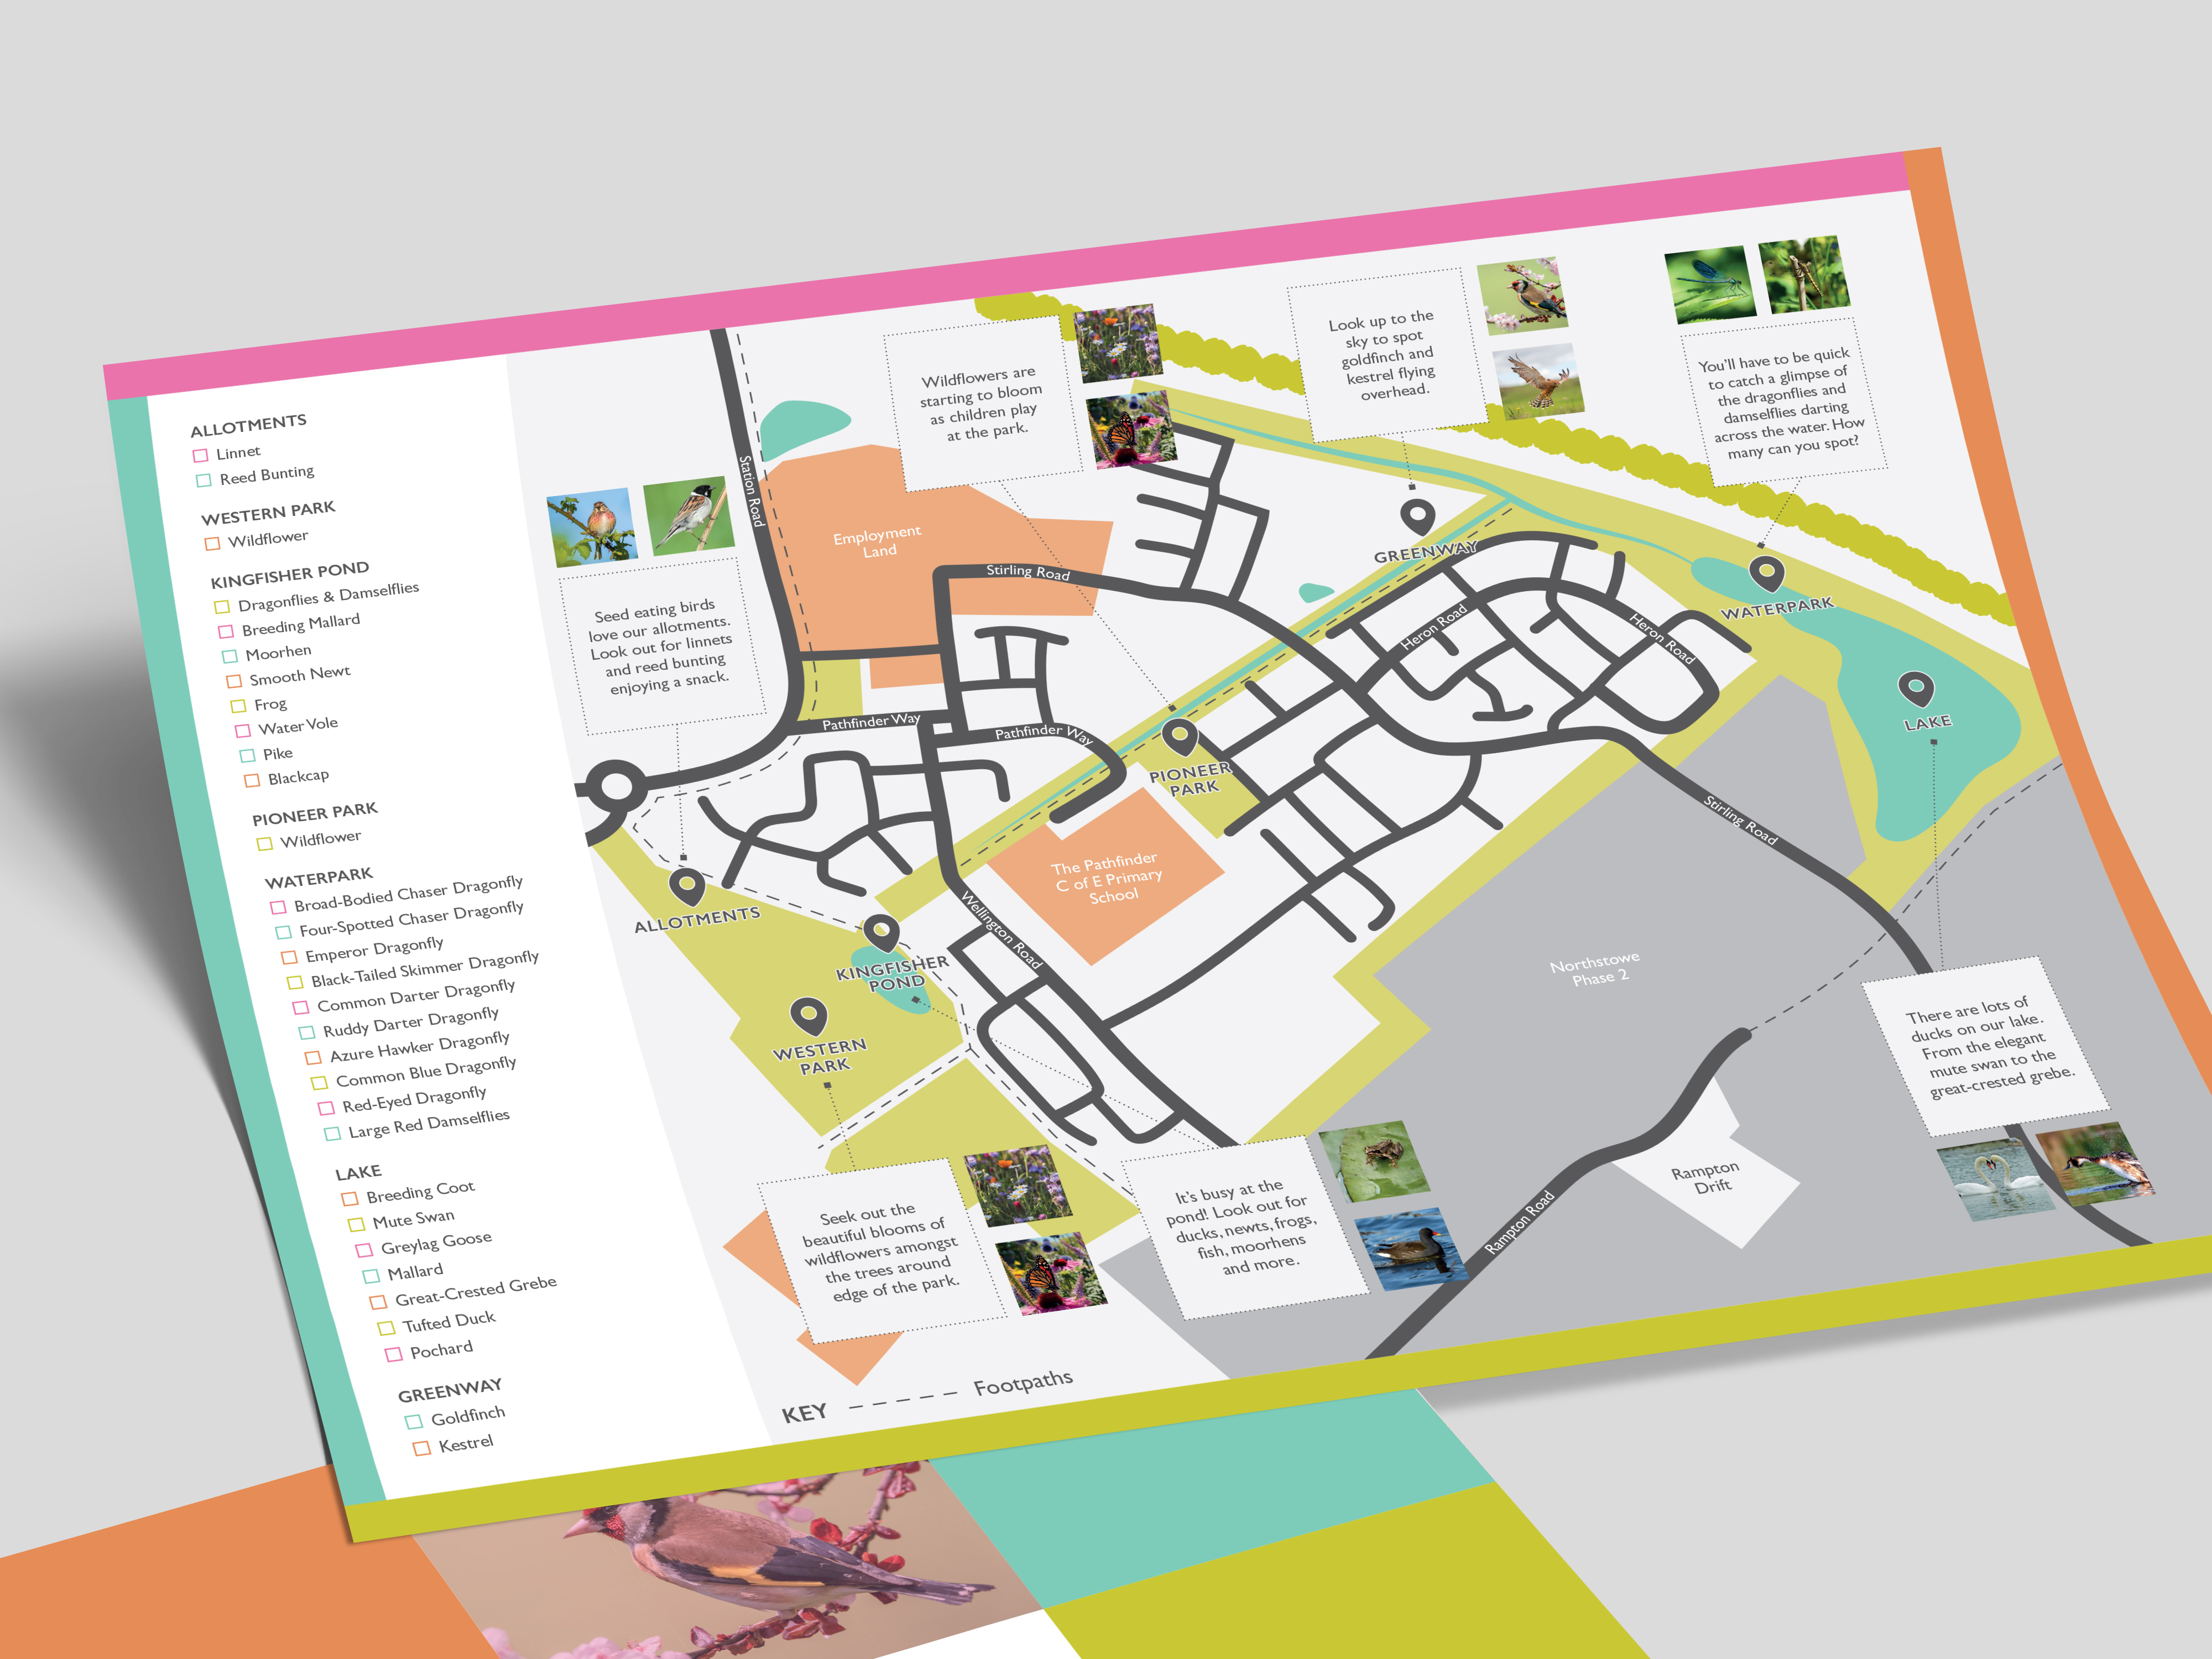 ALLOTMENTS
Linnet
Reed Bunting
WESTERN PARK
Wildflower
KINGFISHER POND
Dragonflies & Damselflies
Breeding Mallard
Moorhen
Smooth Newt
Frog
Water Vole
Pike
Blackcap
PIONEER PARK
Wildflower
WATERPARK
Broad-Bodied Chaser Dragonfly
Four-Spotted Chaser Dragonfly
Emperor Dragonfly
Black-Tailed Skimmer Dragonfly
Common Darter Dragonfly
Ruddy Darter Dragonfly
Azure Hawker Dragonfly
Common Blue Dragonfly
Red-Eyed Dragonfly
Large Red Damselflies
LAKE
Breeding Coot
Mute Swan
Greylag Goose
Mallard
Great-Crested Grebe
Tufted Duck
Pochard
GREENWAY
Goldfinch
Kestrel
Seed eating birds
love our allotments.
Look out for linnets
and reed bunting
enjoying a snack.
Station Road
Employment
Land
Wildflowers are
starting to bloom
as children play
at the park.
Look up to the
sky to spot
goldfinch and
kestrel flying
overhead.
You'll have to be quick
to catch a glimpse of
the dragonflies and
damselflies darting
across the water. How
many can you spot?
Stirling Road
GREENWAY
WATERPARK
Heron Road
Heron Road
LAKE
Pathfinder Way
Pathfinder Way
PIONEER
PARK
Stirling Road
The Pathfinder
C of E Primary
School
ALLOTMENTS
Wellington Road
KINGFISHER
POND
WESTERN
PARK
Northstowe
Phase 2
There are lots of
ducks on our lake.
From the elegant
mute swan to the
great-crested grebe.
Rampton
Drift
Rampton Road
Seek out the
beautiful blooms of
wildflowers amongst
the trees around
edge of the park.
It's busy at the
pond! Look out for
ducks, newts, frogs,
fish, moorhens
and more.
KEY
Footpaths